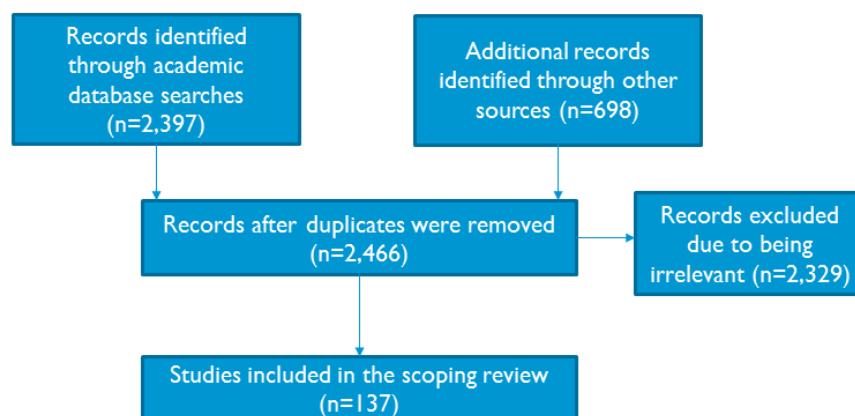 Records identified
through academic
database searches
(n=2,397)
Additional records
identified through other
sources (n=698)
Records after duplicates were removed
(n=2,466)
Records excluded
due to being
irrelevant (n=2,329)
Studies included in the scoping review
(n=137)